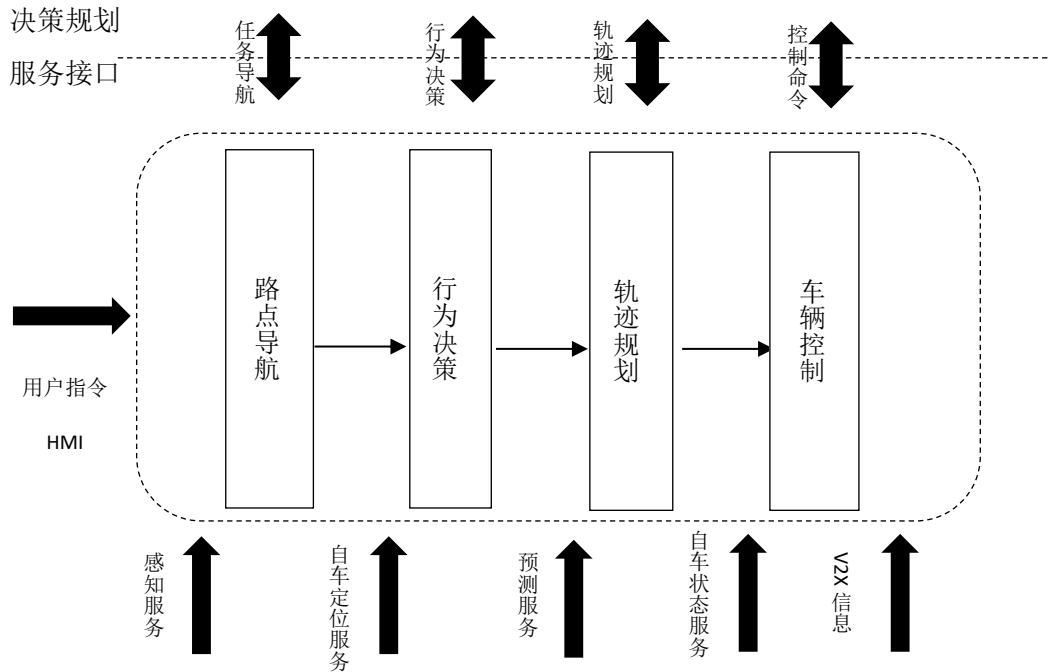 决策规划
服务接口
任务导航
行为决策
轨迹规划
控制命令
路点导航
行为决策
轨迹规划
车辆控制
用户指令
HMI
感知服务
自车定位服务
预测服务
自车状态服务
V2X 信息